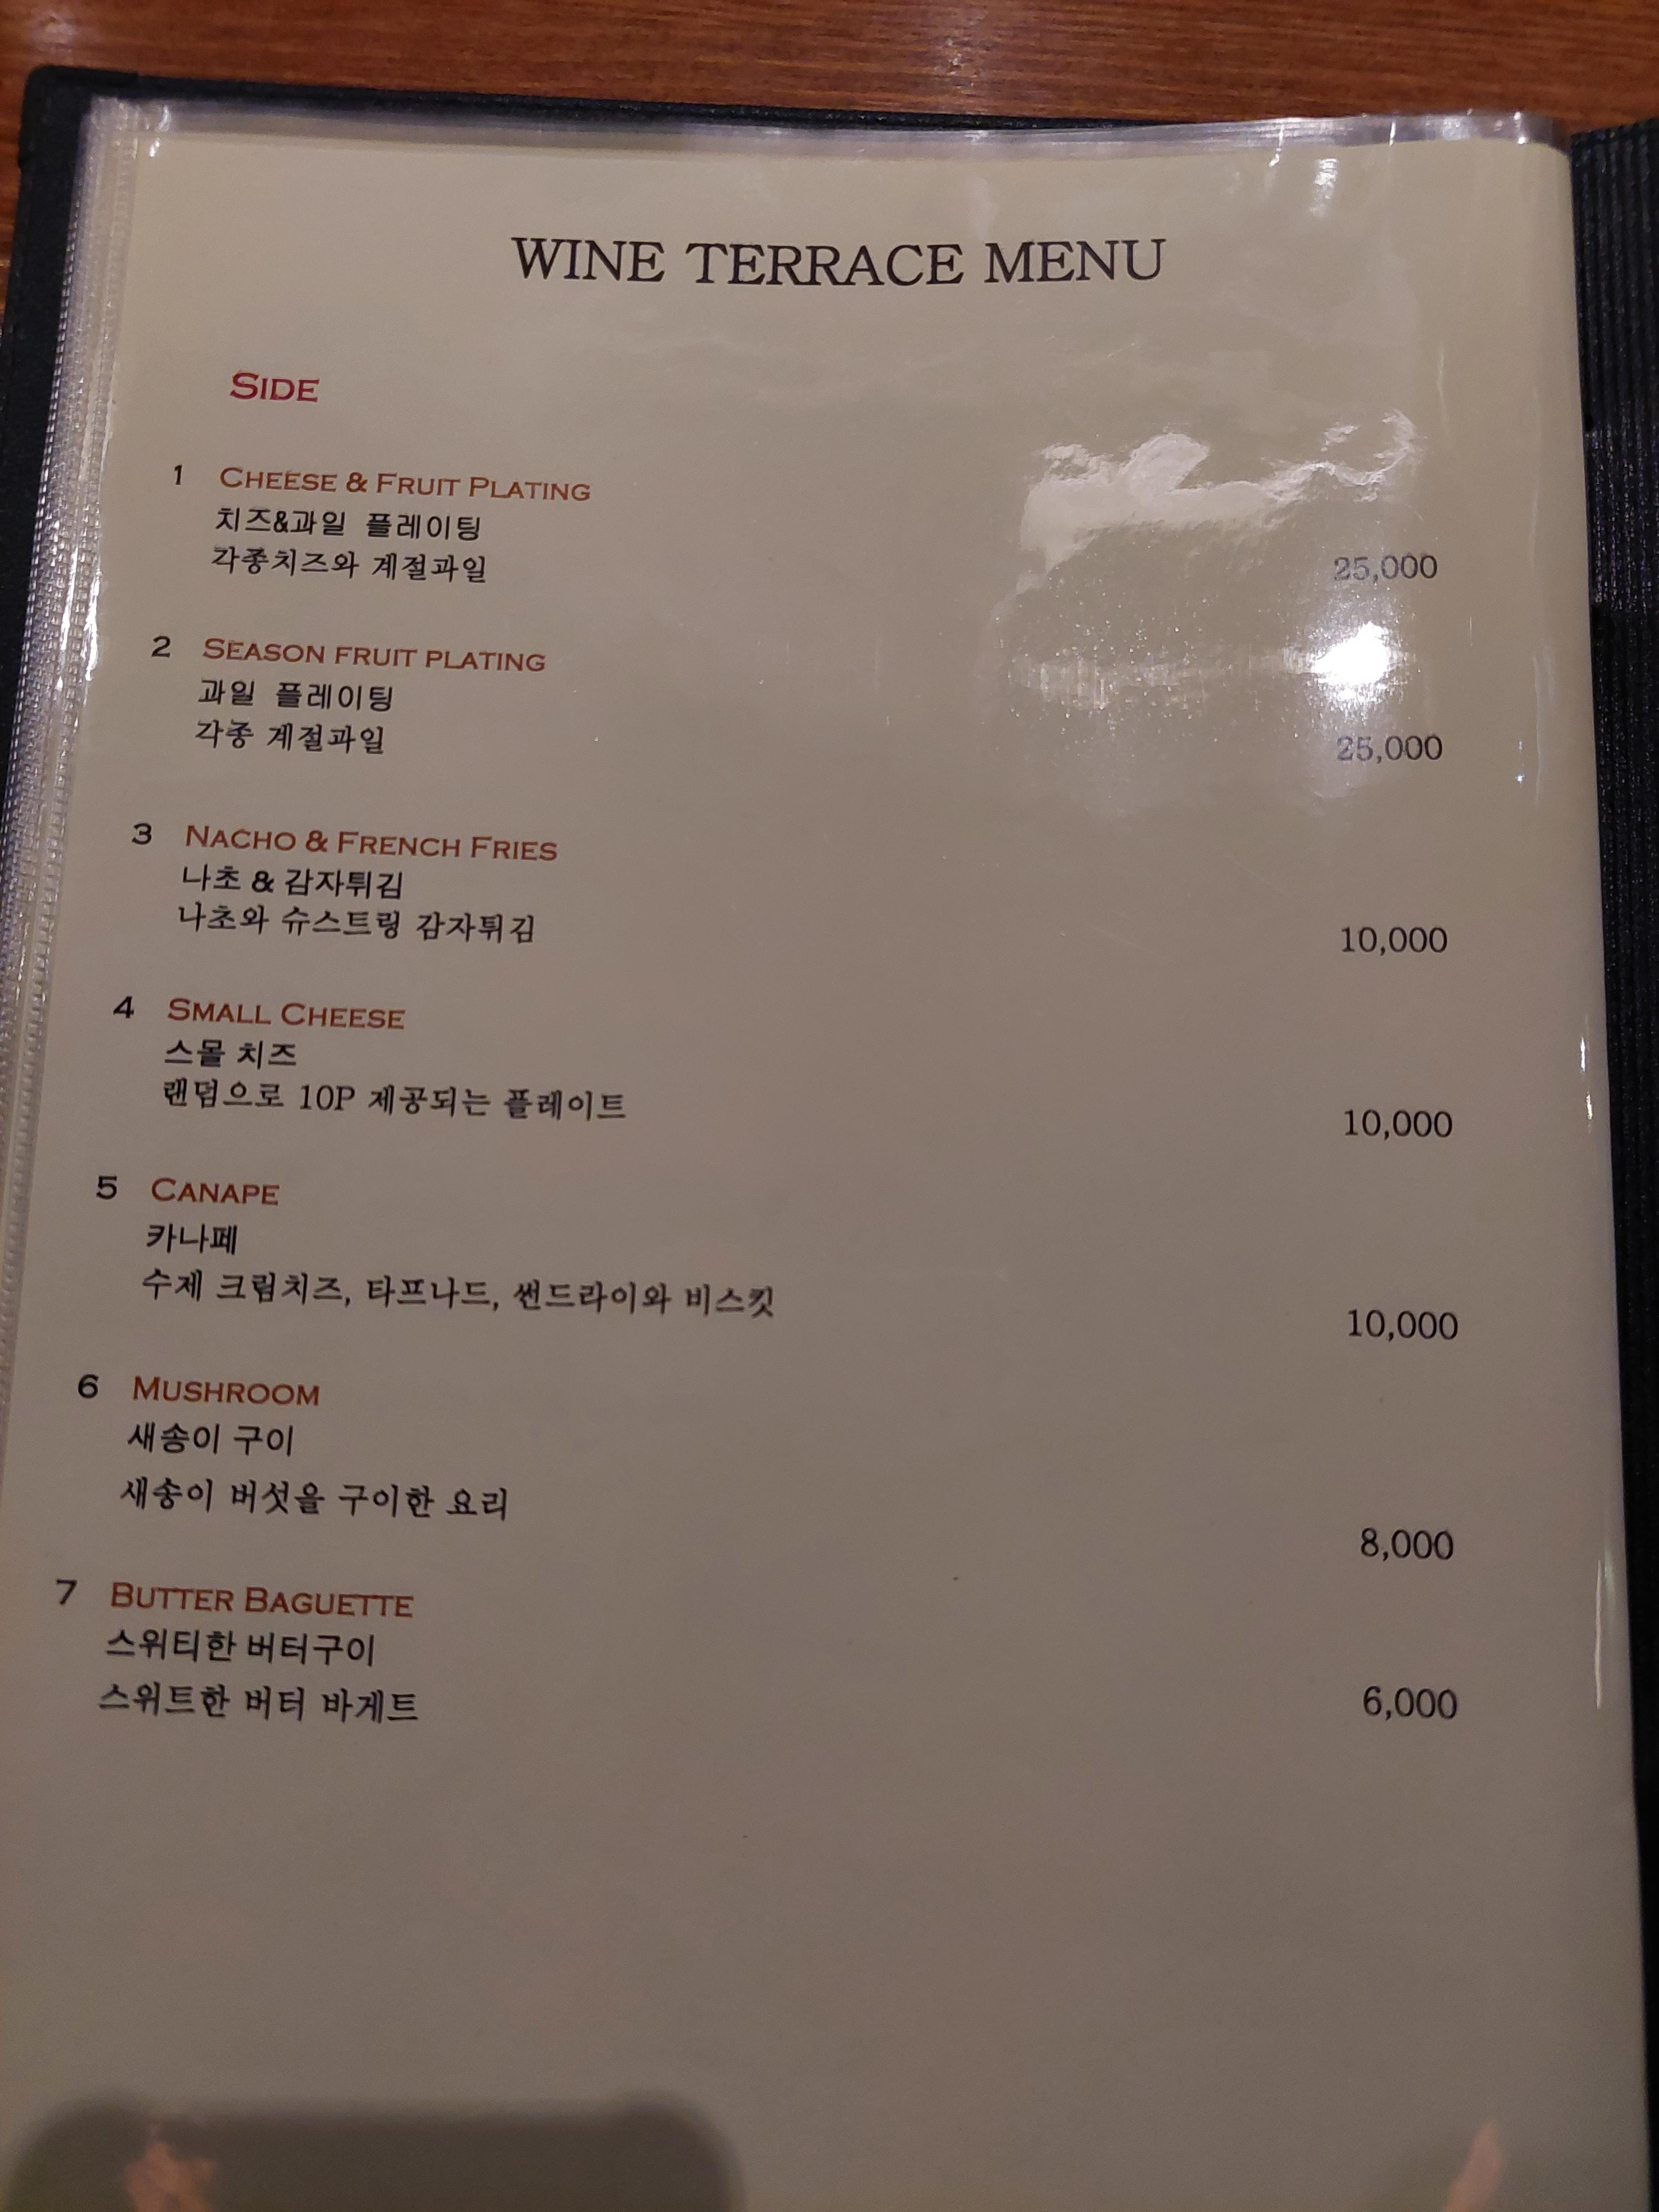 WINE TERRACE MENU
SIDE
1 CHEESE & FRUIT PLATING
치즈&과일 플레이팅
각종치즈와 계절과일 25,000
2 SEASON FRUIT PLATING
과일 플레이팅
각종 계절과일 25,000
3 NACHO & FRENCH FRIES
나초 & 감자튀김
나초와 슈스트링 감자튀김 10,000
4 SMALL CHEESE
스몰 치즈
랜덤으로 10P 제공되는 플레이트 10,000
5 CANAPE
카나페
수제 크림치즈, 타프나드, 썬드라이와 비스킷 10,000
6 MUSHROOM
새송이 구이
새송이 버섯을 구이한 요리 8,000
7 BUTTER BAGUETTE
스위티한 버터구이
스위트한 버터 바게트 6,000